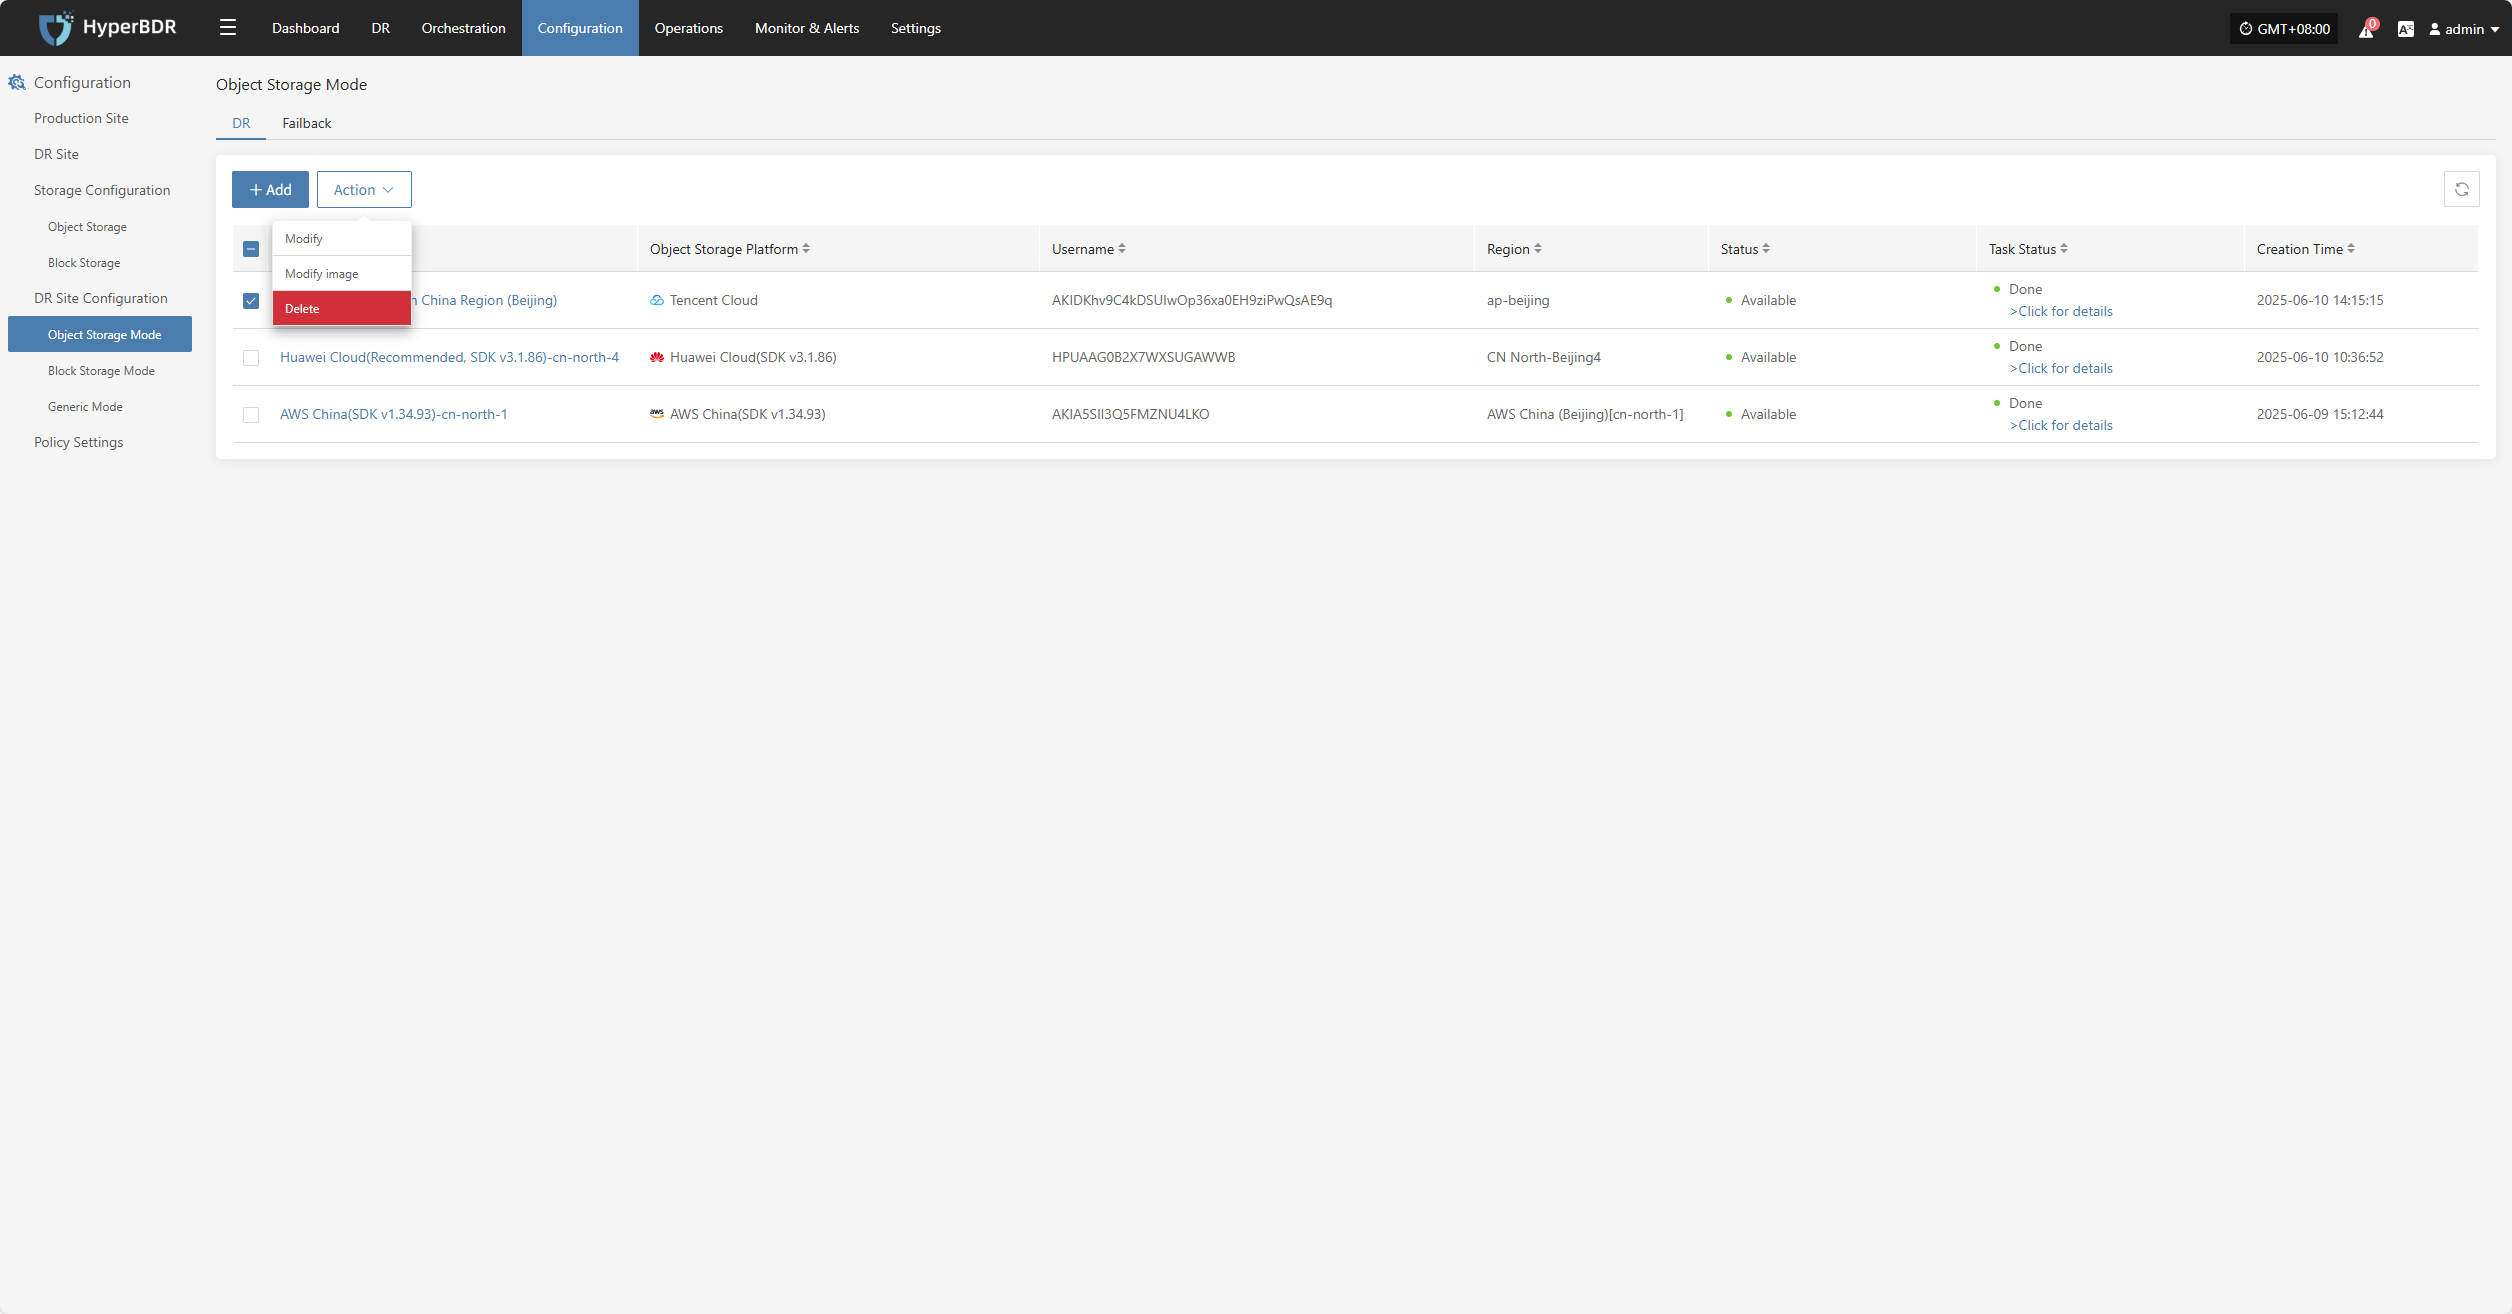 HyperBDR
Dashboard
DR
Orchestration
Configuration
Operations
Monitor & Alerts
Settings
GMT+08:00
0
admin
Configuration
Production Site
DR Site
Storage Configuration
Object Storage
Block Storage
DR Site Configuration
Object Storage Mode
Block Storage Mode
Generic Mode
Policy Settings
Object Storage Mode
DR
Failback
Add
Action
Modify
Modify image
Delete
Object Storage Platform
Username
Region
Status
Task Status
Creation Time
China Region (Beijing)
Tencent Cloud
AKIDKhv9C4kDSUIwOp36xa0EH9ziPwQsAE9q
ap-beijing
Available
Done
>Click for details
2025-06-10 14:15:15
Huawei Cloud(Recommended, SDK v3.1.86)-cn-north-4
Huawei Cloud(SDK v3.1.86)
HPUAAG0B2X7WXSUGAWWB
CN North-Beijing4
Available
Done
>Click for details
2025-06-10 10:36:52
AWS China(SDK v1.34.93)-cn-north-1
aws
AWS China(SDK v1.34.93)
AKIA5SII3Q5FMZNU4LKO
AWS China (Beijing)[cn-north-1]
Available
Done
>Click for details
2025-06-09 15:12:44